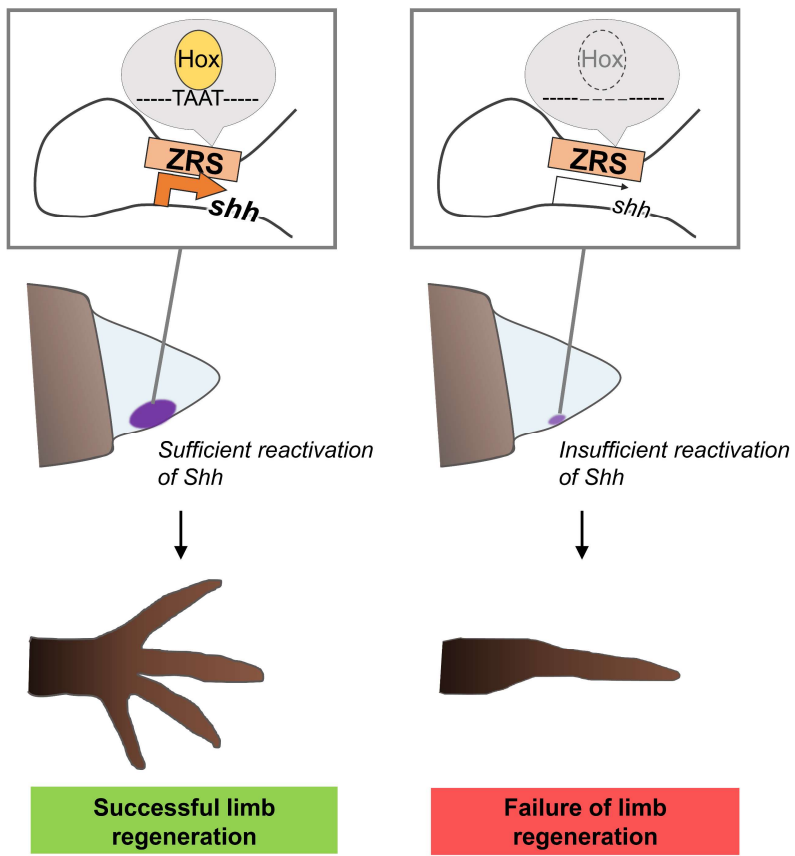 Hox
-----TAAT-----
ZRS
shh
Sufficient reactivation
of Shh
Successful limb
regeneration
Hox
ZRS
shh
Insufficient reactivation
of Shh
Failure of limb
regeneration